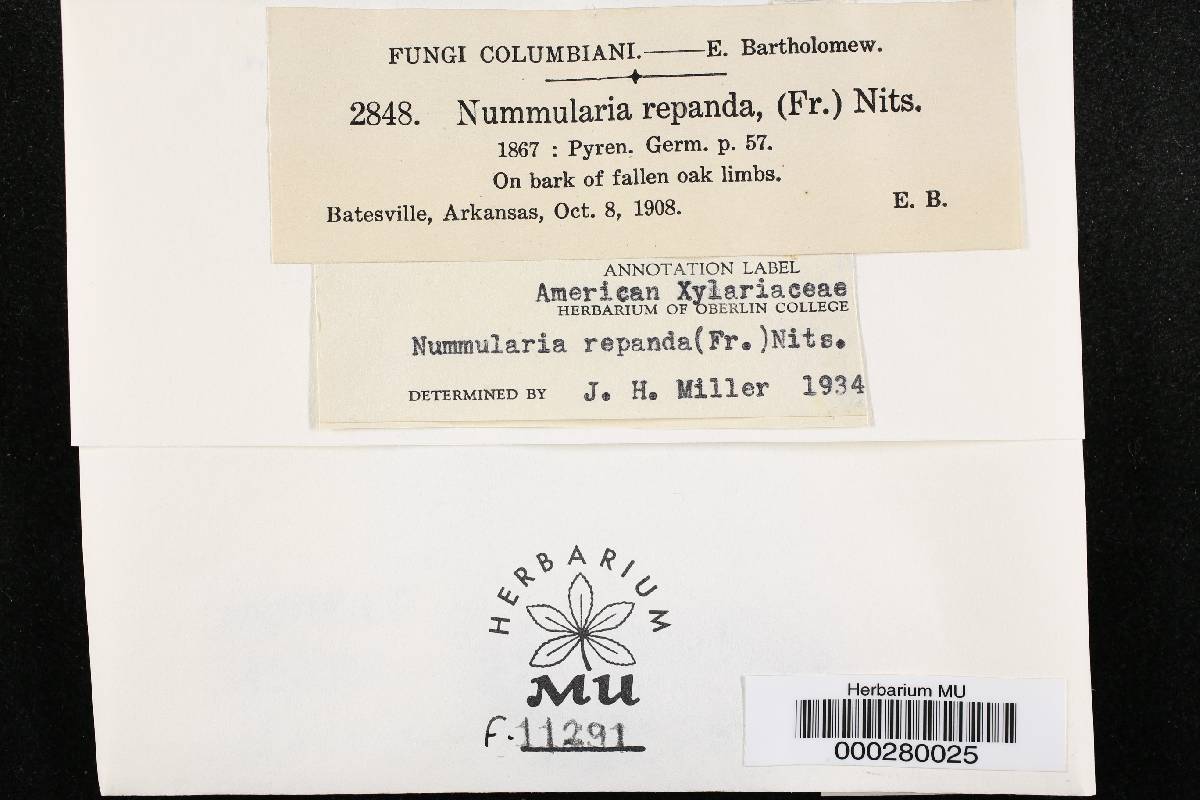 FUNGI COLUMBIANI.——E. Bartholomew.
2848. Nummularia repanda, (Fr.) Nits.
1867 : Pyren. Germ. p. 57.
On bark of fallen oak limbs.
Batesville, Arkansas, Oct. 8, 1908. E. B.
ANNOTATION LABEL
American Xylariaceae
HERBARIUM OF OBERLIN COLLEGE
Nummularia repanda(Fr.)Nits.
DETERMINED BY J. H. Miller 1934
HERBARIUM
MU
F.11291
Herbarium MU
000280025